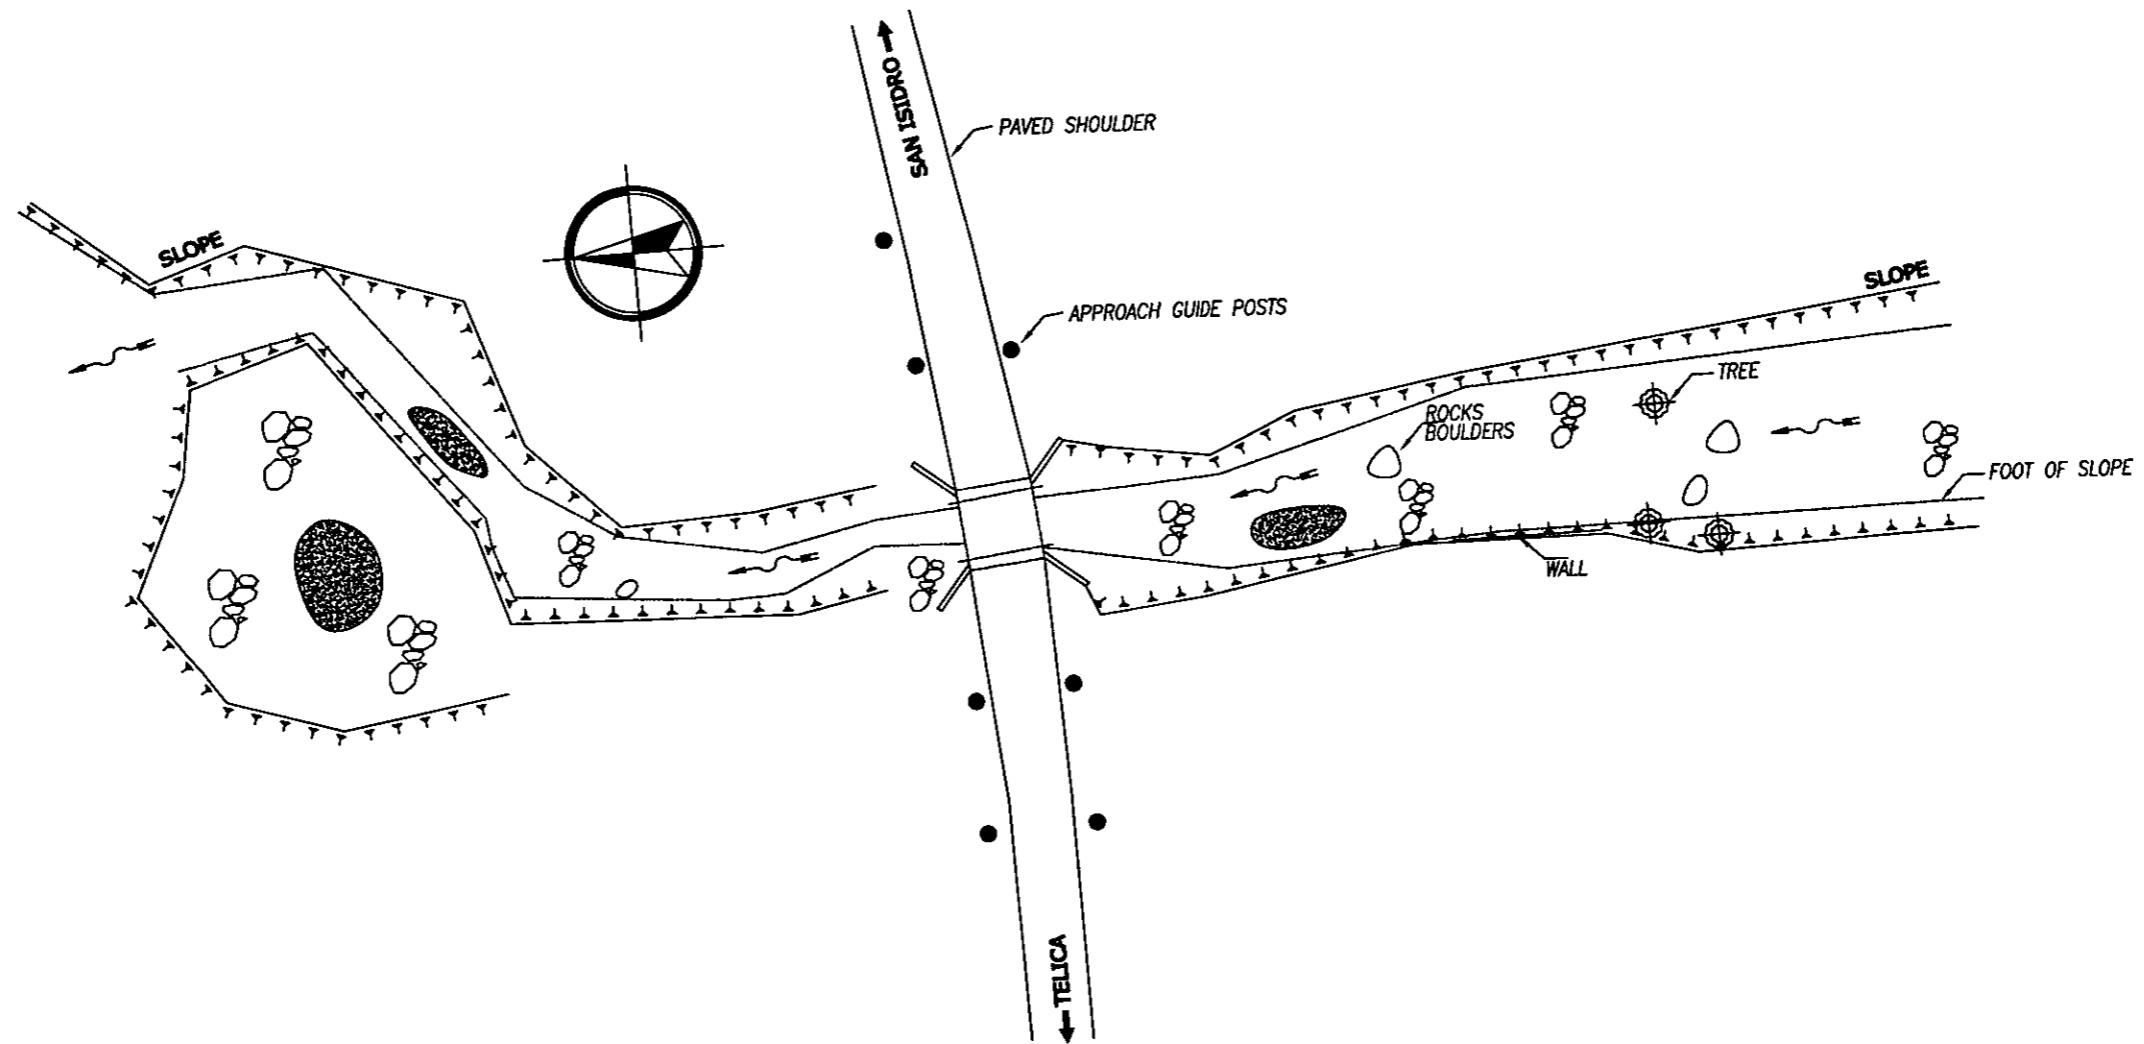 SAN ISIDRO
PAVED SHOULDER
SLOPE
APPROACH GUIDE POSTS
SLOPE
TREE
ROCKS
BOULDERS
FOOT OF SLOPE
WALL
TELICA